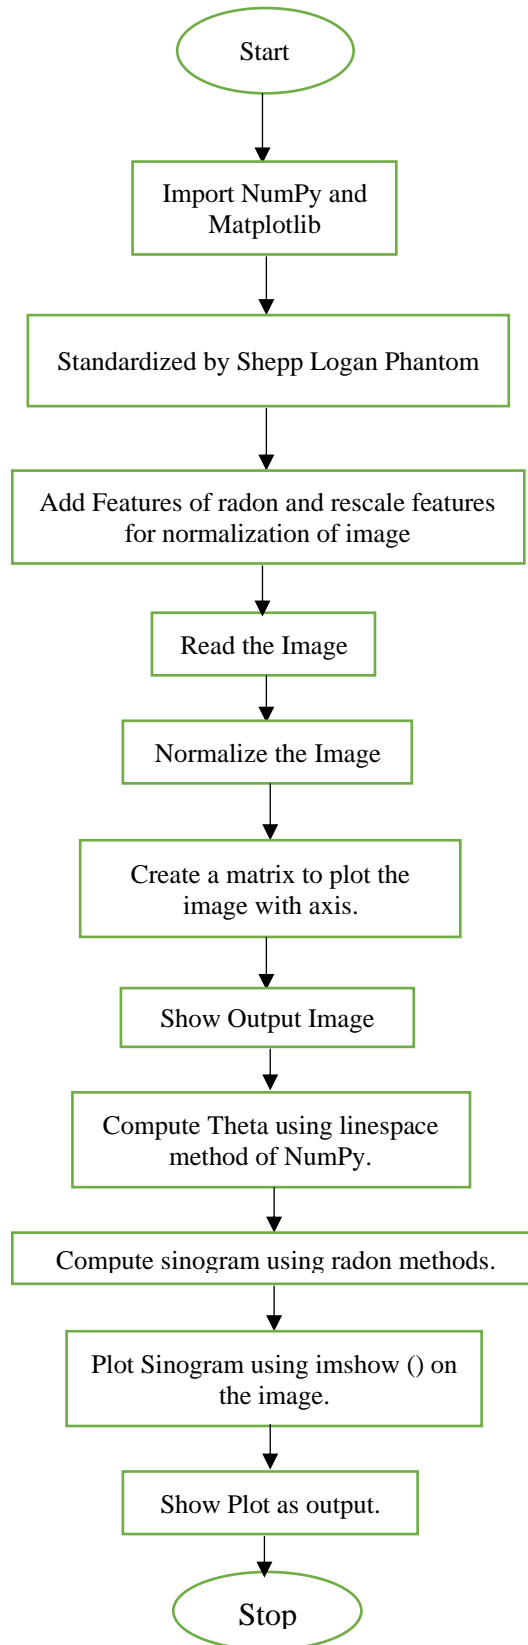 Start
Import NumPy and
Matplotlib
Standardized by Shepp Logan Phantom
Add Features of radon and rescale features
for normalization of image
Read the Image
Normalize the Image
Create a matrix to plot the
image with axis.
Show Output Image
Compute Theta using linespace
method of NumPy.
Compute sinogram using radon methods.
Plot Sinogram using imshow () on
the image.
Show Plot as output.
Stop